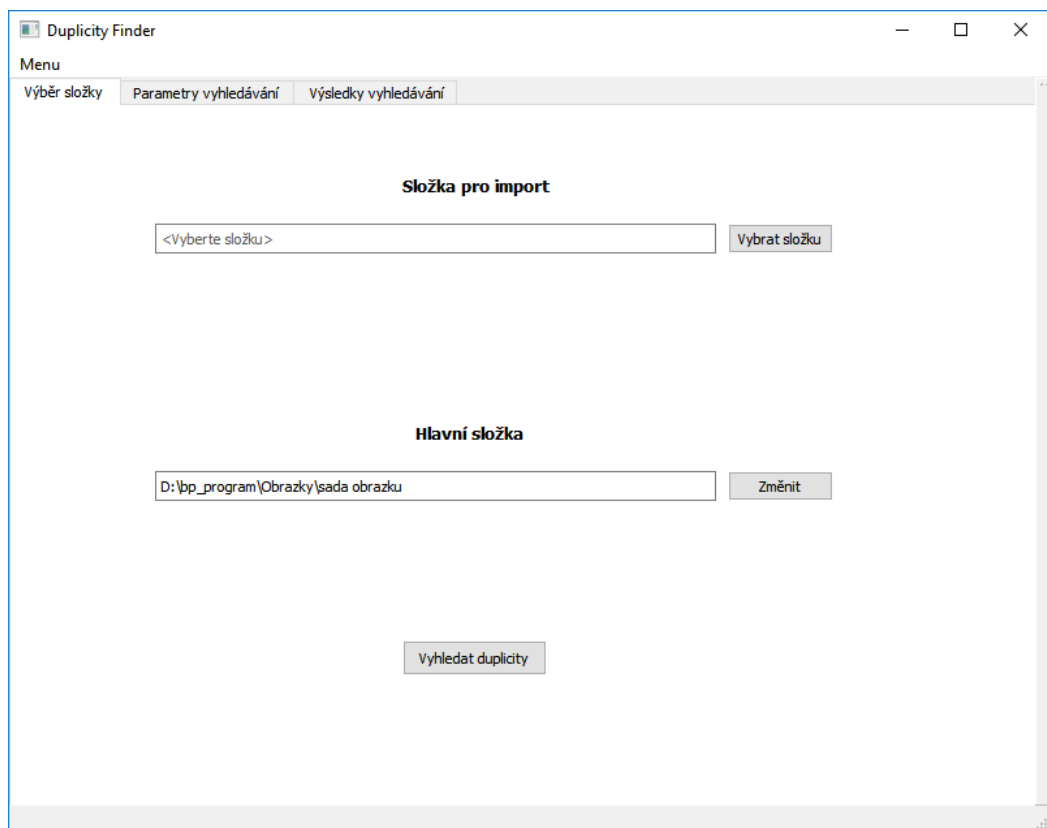 Duplicity Finder
Menu
Výběr složky Parametry vyhledávání Výsledky vyhledávání
Složka pro import
<Vyberte složku> Vybrat složku
Hlavní složka
D:\bp_program\Obrazky\sada obrazku Změnit
Vyhledat duplicity